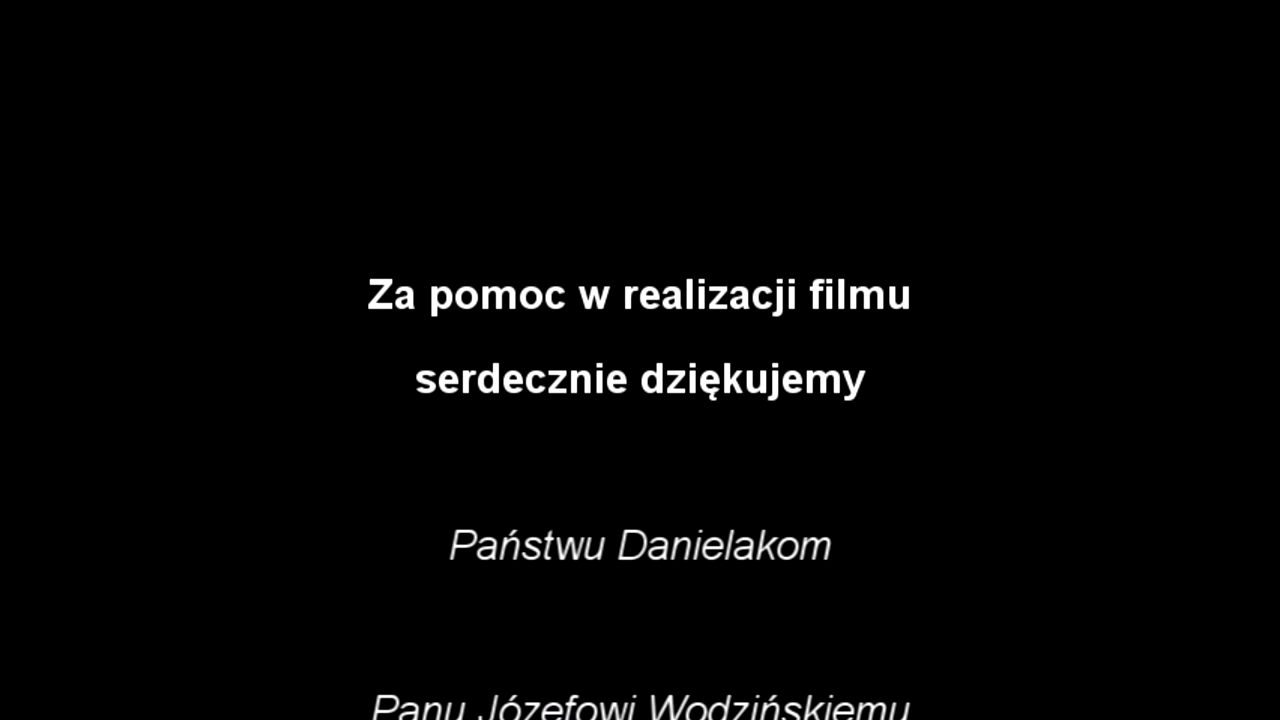 Za pomoc w realizacji filmu
serdecznie dziękujemy
Państwu Danielakom
Panu Józefowi Wodzińskiemu